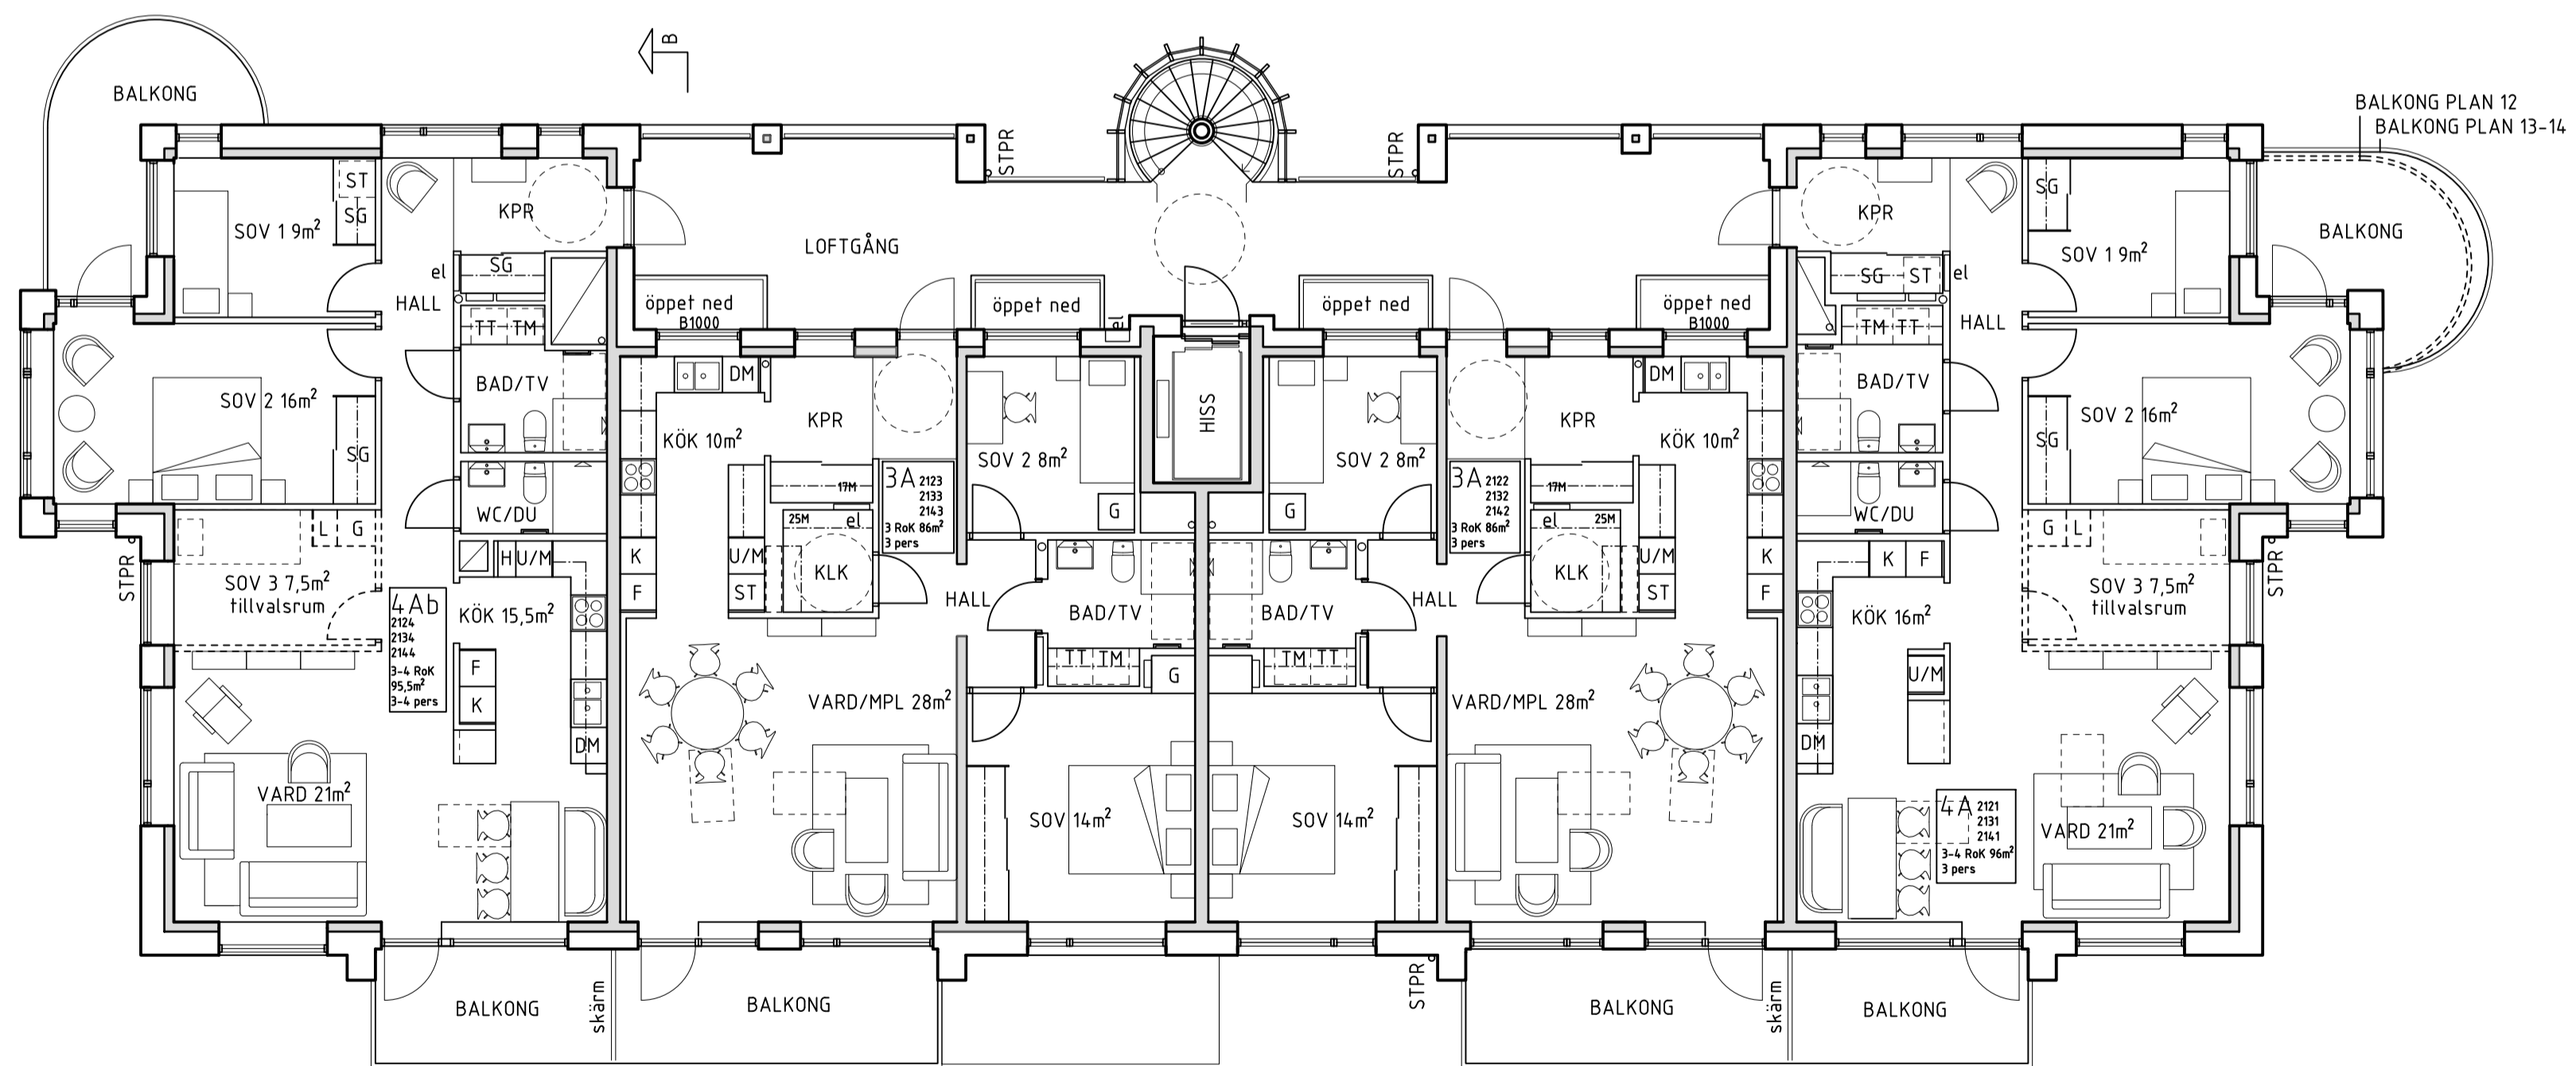 B
BALKONG
BALKONG PLAN 12
BALKONG PLAN 13-14
STPR
STPR
ST
SG
KPR
SOV 1 9m²
LOFTGÅNG
KPR
SG
SOV 1 9m²
BALKONG
el
SG
HALL
TT TM
öppet ned
B1000
öppet ned
el
öppet ned
öppet ned
B1000
SG ST
el
TM TT
HALL
BAD/TV
SOV 2 16m²
SG
WC/DU
DM
KÖK 10m²
KPR
SOV 2 8m²
G
HISS
SOV 2 8m²
G
KPR
DM
KÖK 10m²
BAD/TV
SOV 2 16m²
SG
WC/DU
17M
25M
el
3A 2123
2133
2143
3 RoK 86m²
3 pers
3A 2122
2132
2142
3 RoK 86m²
3 pers
17M
el
25M
L G
SOV 3 7,5m²
tillvalsrum
STPR
H U/M
KÖK 15,5m²
4Ab
2124
2134
2144
3-4 RoK
95,5m²
3-4 pers
F
K
DM
VARD 21m²
K
F
U/M
ST
KLK
HALL
BAD/TV
TT TM
G
VARD/MPL 28m²
SOV 14m²
BAD/TV
TM TT
HALL
KLK
U/M
ST
K
F
VARD/MPL 28m²
SOV 14m²
K F
KÖK 16m²
U/M
DM
G L
SOV 3 7,5m²
tillvalsrum
STPR
4A 2121
2131
2141
3-4 RoK 96m²
3 pers
VARD 21m²
BALKONG
skärm
BALKONG
STPR
BALKONG
skärm
BALKONG